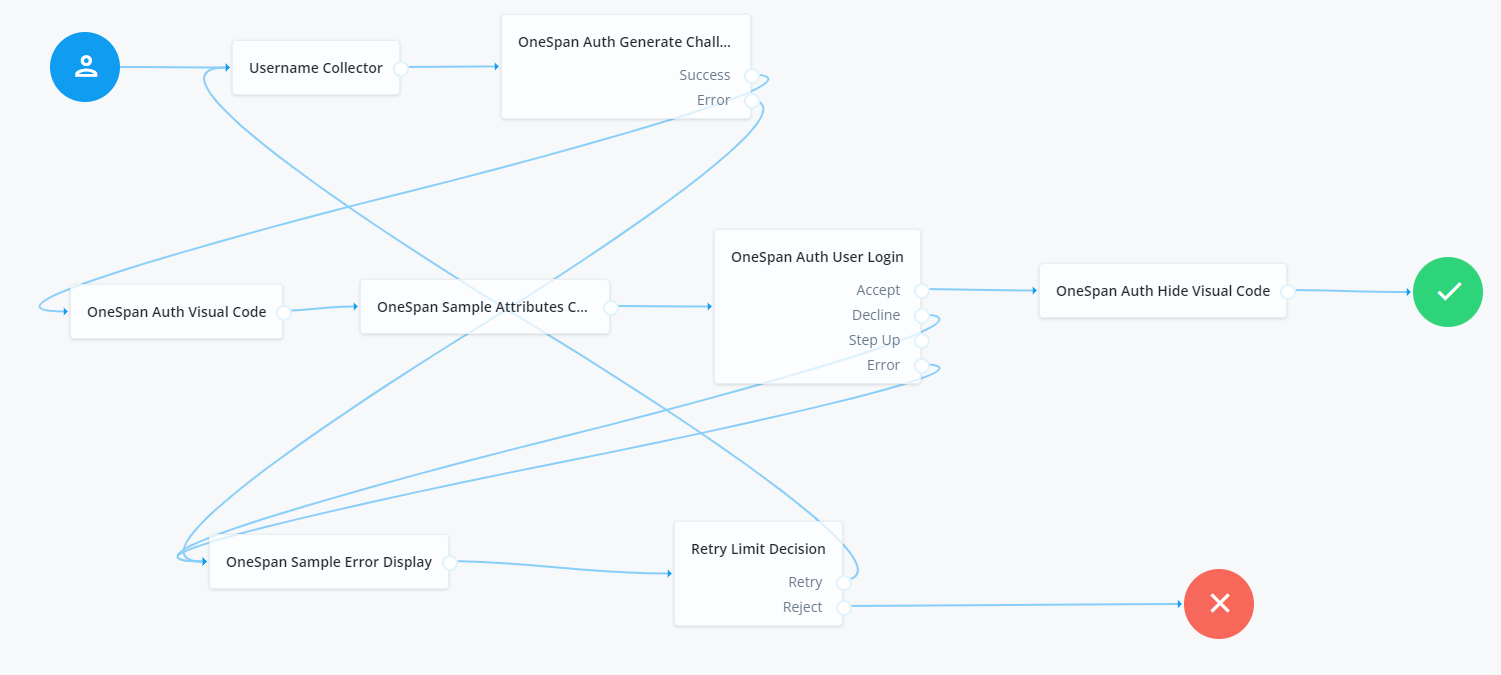 Username Collector
OneSpan Auth Generate Chall...
Success
Error
OneSpan Auth Visual Code
OneSpan Sample Attributes C...
OneSpan Auth User Login
Accept
Decline
Step Up
Error
OneSpan Auth Hide Visual Code
OneSpan Sample Error Display
Retry Limit Decision
Retry
Reject